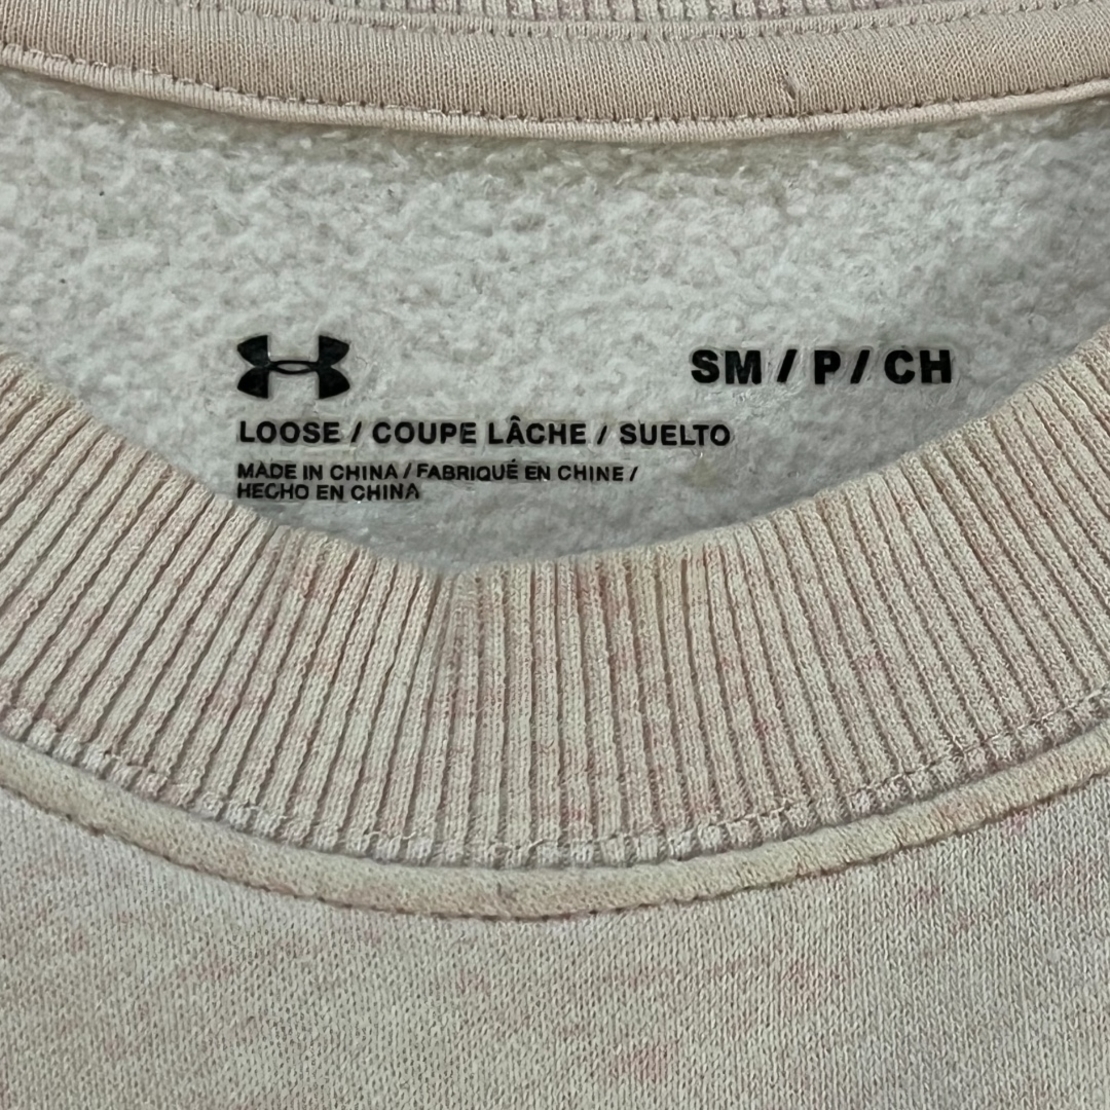 SM / P / CH
LOOSE / COUPE LÂCHE / SUELTO
MADE IN CHINA / FABRIQUÉ EN CHINE /
HECHO EN CHINA